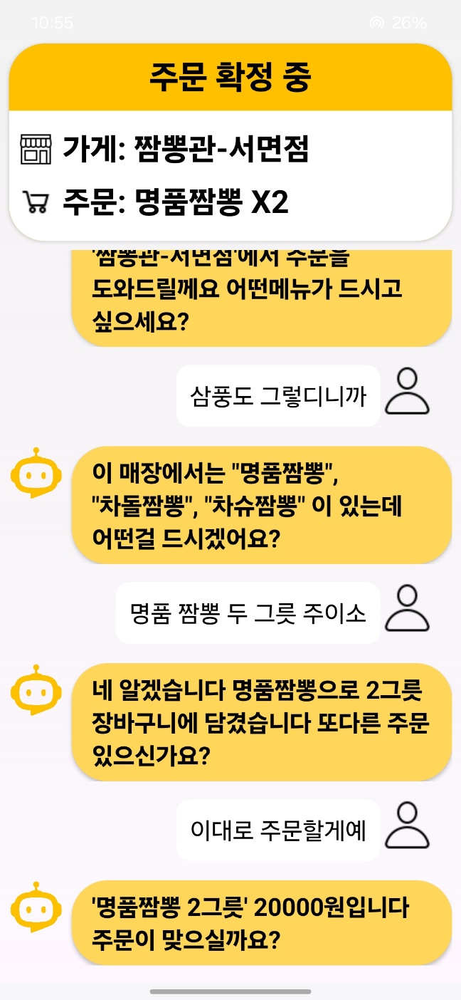 10:55
26%
주문 확정 중
가게: 짬뽕관-서면점
주문: 명품짬뽕 X2
'짬뽕관-서면점'에서 주문을
도와드릴께요 어떤메뉴가 드시고
싶으세요?
삼풍도 그렇디니까
이 매장에서는 "명품짬뽕",
"차돌짬뽕", "차슈짬뽕" 이 있는데
어떤걸 드시겠어요?
명품 짬뽕 두 그릇 주이소
네 알겠습니다 명품짬뽕으로 2그릇
장바구니에 담겼습니다 또다른 주문
있으신가요?
이대로 주문할게예
'명품짬뽕 2그릇' 20000원입니다
주문이 맞으실까요?